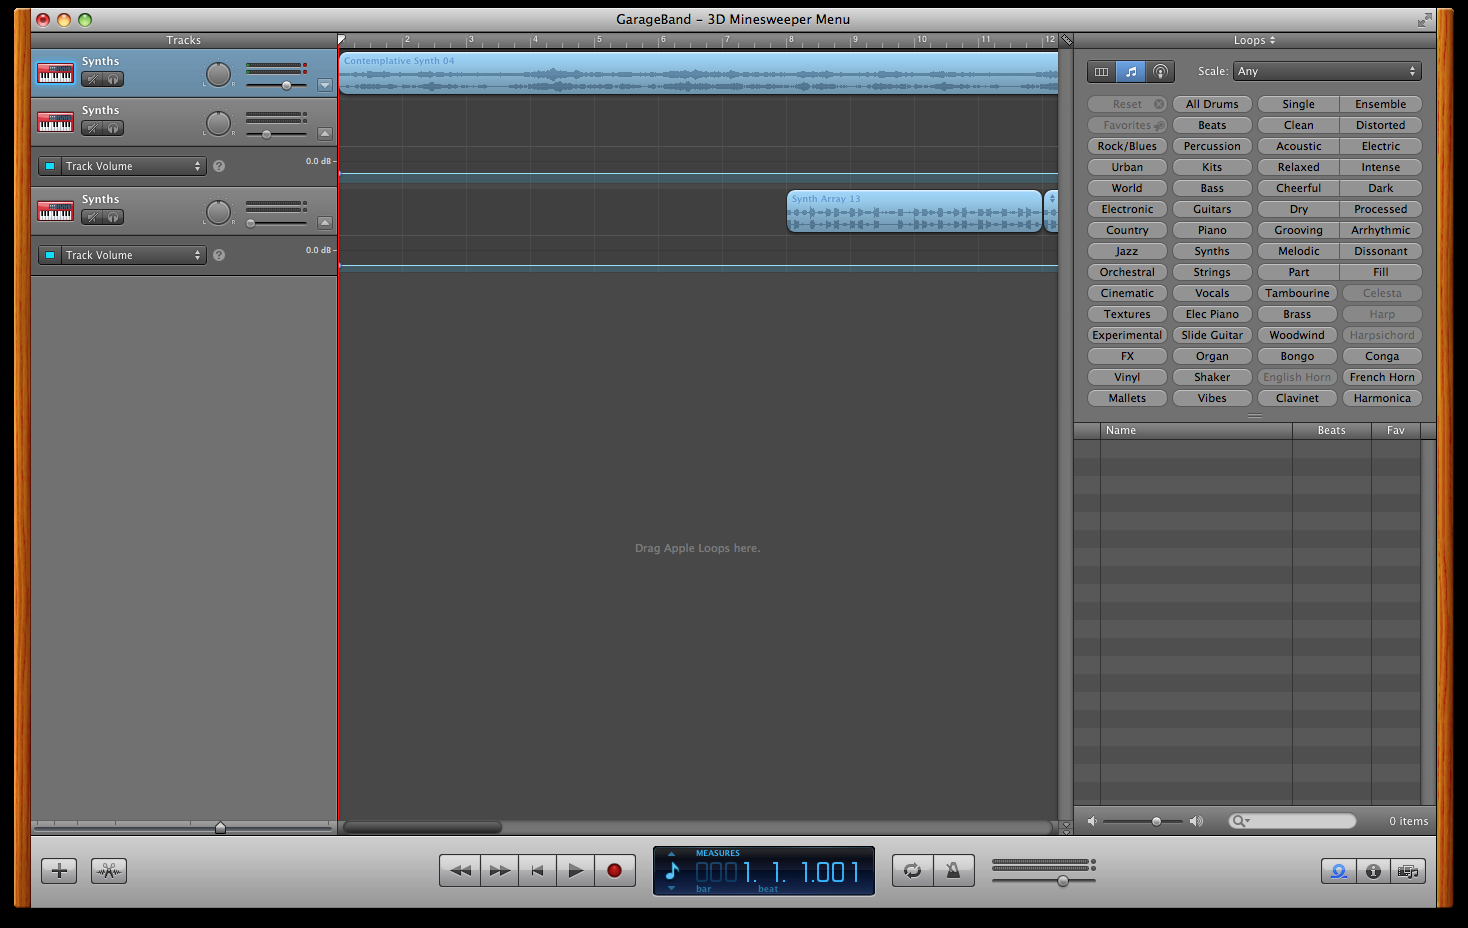 GarageBand – 3D Minesweeper Menu
Tracks
2 3 4 5 6 7 8 9 10 11 12
Loops
Synths
L R
Contemplative Synth 04
Synths
L R
Track Volume ? 0.0 dB
Synths
L R
Synth Array 13
Track Volume ? 0.0 dB
Drag Apple Loops here.
Scale: Any
Reset All Drums Single Ensemble
Favorites Beats Clean Distorted
Rock/Blues Percussion Acoustic Electric
Urban Kits Relaxed Intense
World Bass Cheerful Dark
Electronic Guitars Dry Processed
Country Piano Grooving Arrhythmic
Jazz Synths Melodic Dissonant
Orchestral Strings Part Fill
Cinematic Vocals Tambourine Celesta
Textures Elec Piano Brass Harp
Experimental Slide Guitar Woodwind Harpsichord
FX Organ Bongo Conga
Vinyl Shaker English Horn French Horn
Mallets Vibes Clavinet Harmonica
Name Beats Fav
0 items
MEASURES
0001. 1. 1.001
bar beat